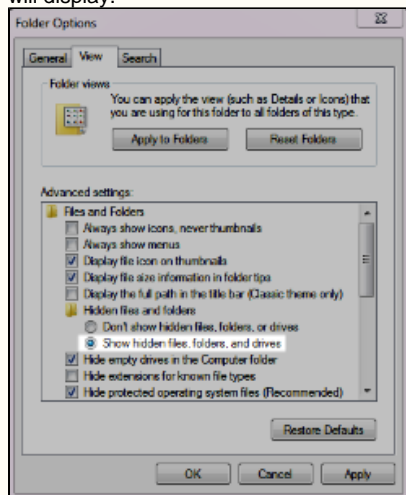 will display.
Folder Options
General View Search
Folder views
You can apply the view (such as Details or Icons) that
you are using for this folder to all folders of this type.
Apply to Folders Reset Folders
Advanced settings:
Files and Folders
Always show icons, never thumbnails
Always show menus
Display file icon on thumbnails
Display file size information in folder tips
Display the full path in the title bar (Classic theme only)
Hidden files and folders
Don't show hidden files, folders, or drives
Show hidden files, folders, and drives
Hide empty drives in the Computer folder
Hide extensions for known file types
Hide protected operating system files (Recommended)
Restore Defaults
OK Cancel Apply